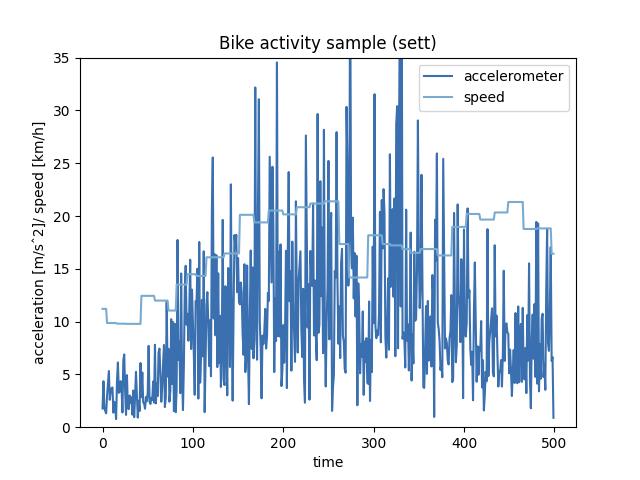 Bike activity sample (sett)
accelerometer
speed
acceleration [m/s^2]/ speed [km/h]
35
30
25
20
15
10
5
0
0 100 200 300 400 500
time